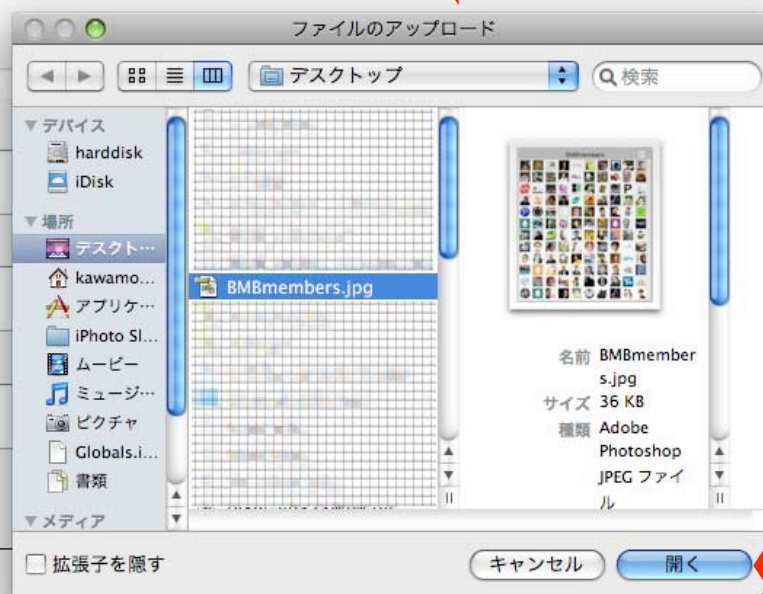 ファイルのアップロード
デスクトップ
検索
デバイス
harddisk
iDisk
場所
デスクト…
kawamo...
アプリケ…
iPhoto Sl...
ムービー
ミュージ…
ピクチャ
Globals.i...
書類
メディア
BMBmembers.jpg
名前 BMBmember
s.jpg
サイズ 36 KB
種類 Adobe
Photoshop
JPEG ファイ
ル
拡張子を隠す
キャンセル
開く